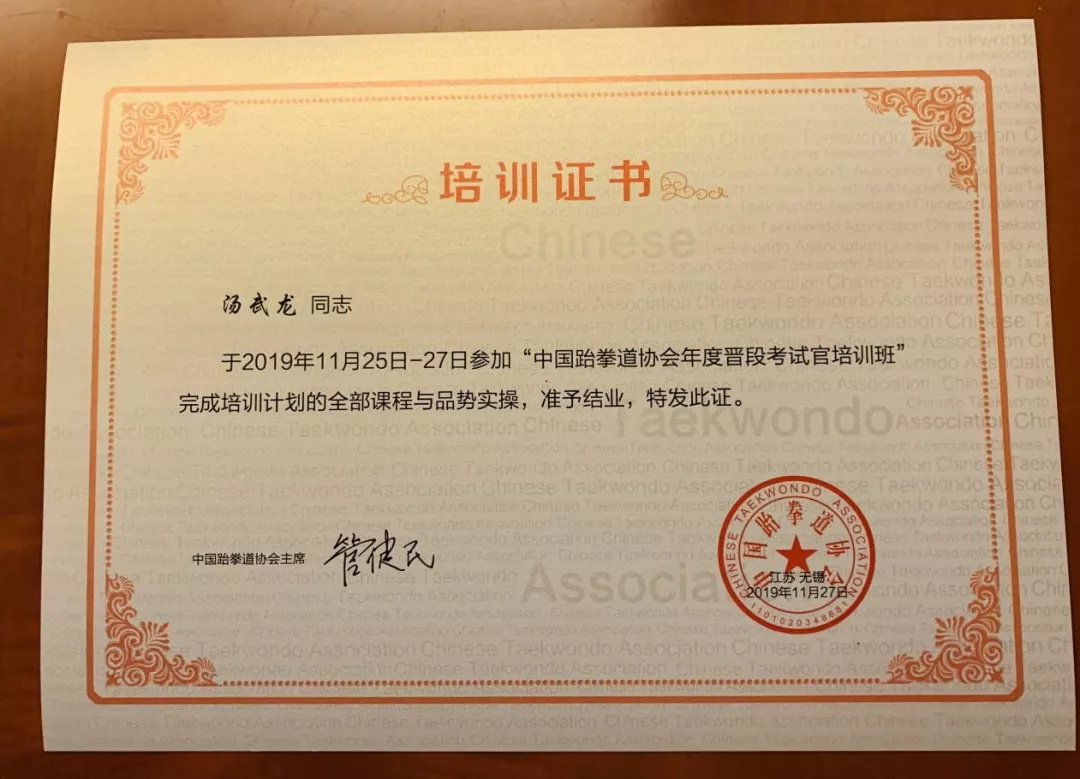 培训证书
汤武龙 同志
于2019年11月25日-27日参加“中国跆拳道协会年度晋段考试官培训班”
完成培训计划的全部课程与品势实操，准予结业，特发此证。
中国跆拳道协会主席 管健民
CHINESE TAEKWONDO ASSOCIATION
中国跆拳道协会
江苏 无锡
2019年11月27日
1101020348881
Chinese
Taekwondo
Association